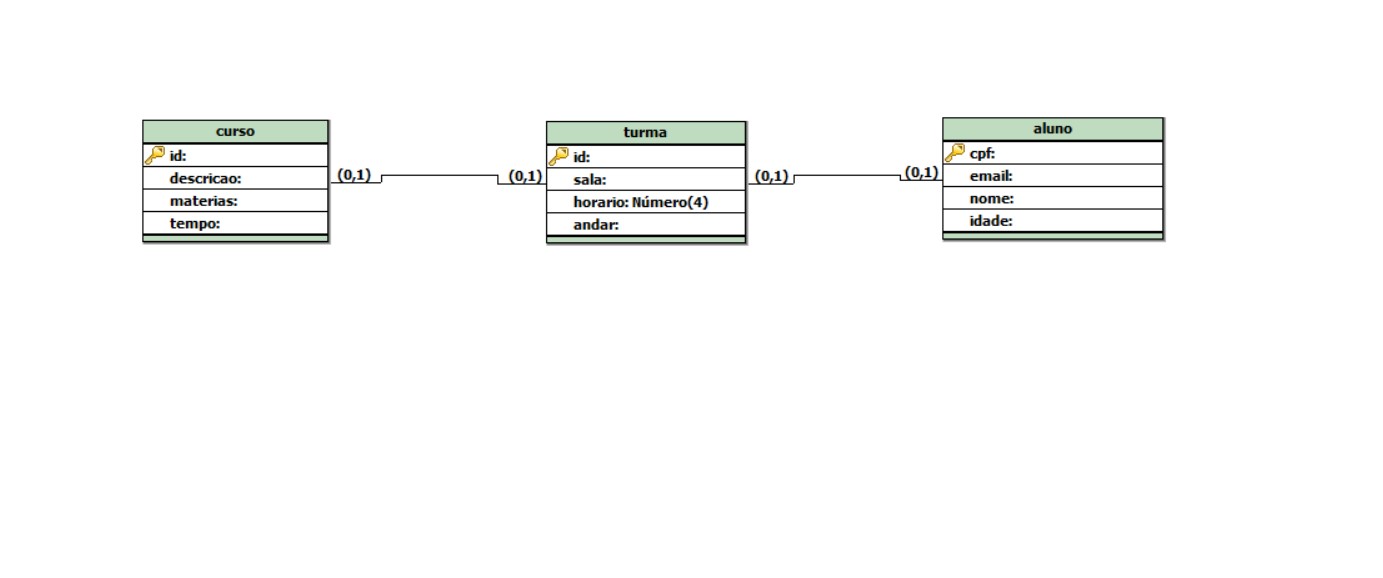 curso
id:
descricao:
materias:
tempo:
(0,1)
(0,1)
turma
id:
sala:
horario: Número(4)
andar:
(0,1)
(0,1)
aluno
cpf:
email:
nome:
idade: